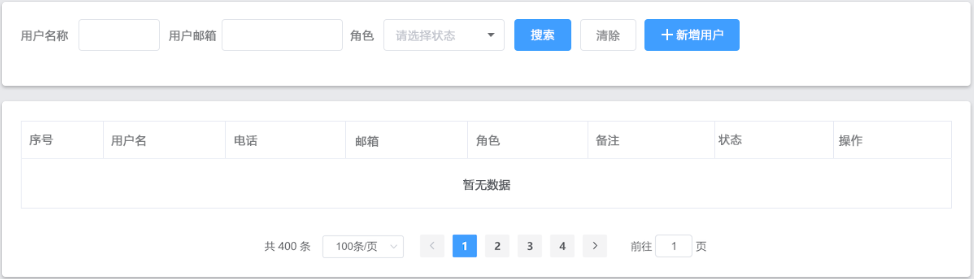 用户名称 用户邮箱 角色 请选择状态 搜索 清除 +新增用户
序号 用户名 电话 邮箱 角色 备注 状态 操作
暂无数据
共 400 条 100条/页 < 1 2 3 4 > 前往 1 页